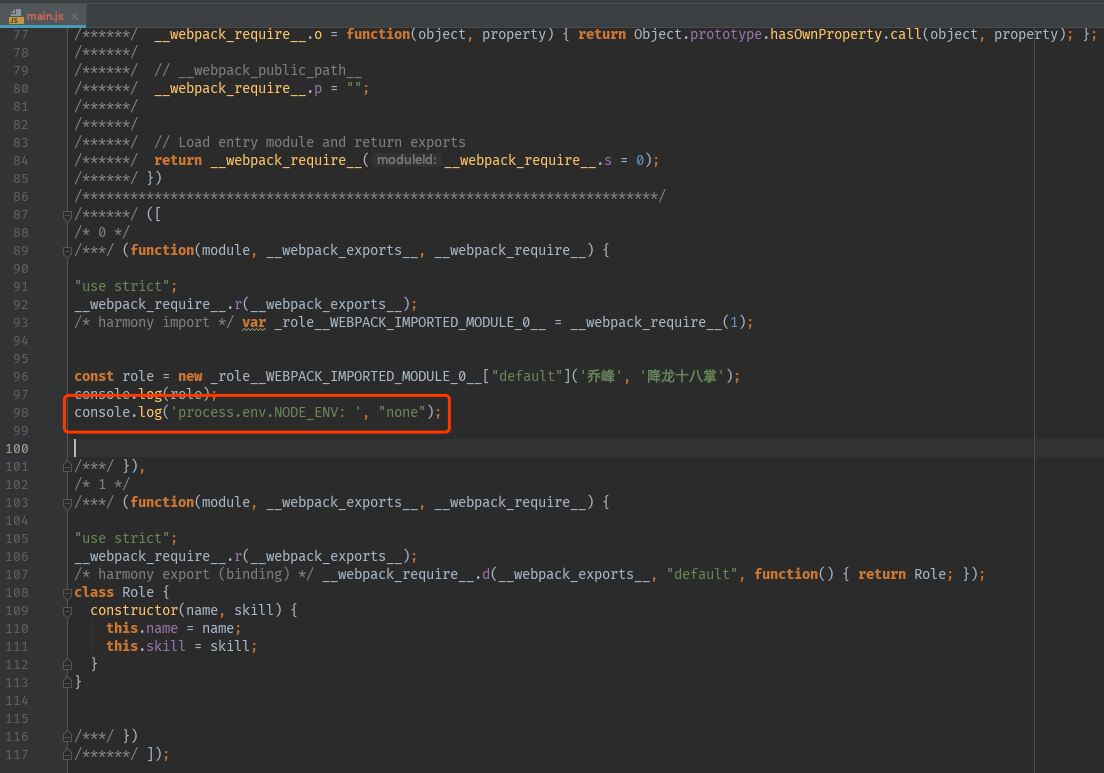 main.js
77 /******/ 	__webpack_require__.o = function(object, property) { return Object.prototype.hasOwnProperty.call(object, property); };
78 /******/
79 /******/ 	// __webpack_public_path__
80 /******/ 	__webpack_require__.p = "";
81 /******/
82 /******/
83 /******/ 	// Load entry module and return exports
84 /******/ 	return __webpack_require__( moduleId: __webpack_require__.s = 0);
85 /******/ })
86 /************************************************************************/
87 /******/ ([
88 /* 0 */
89 /***/ (function(module, __webpack_exports__, __webpack_require__) {
90
91 "use strict";
92 __webpack_require__.r(__webpack_exports__);
93 /* harmony import */ var _role__WEBPACK_IMPORTED_MODULE_0__ = __webpack_require__(1);
94
95
96 const role = new _role__WEBPACK_IMPORTED_MODULE_0__["default"]('乔峰', '降龙十八掌');
97 console.log(role);
98 console.log('process.env.NODE_ENV: ', "none");
99
100
101 /***/ }),
102 /* 1 */
103 /***/ (function(module, __webpack_exports__, __webpack_require__) {
104
105 "use strict";
106 __webpack_require__.r(__webpack_exports__);
107 /* harmony export (binding) */ __webpack_require__.d(__webpack_exports__, "default", function() { return Role; });
108 class Role {
109   constructor(name, skill) {
110     this.name = name;
111     this.skill = skill;
112   }
113 }
114
115
116 /***/ })
117 /******/ ]);